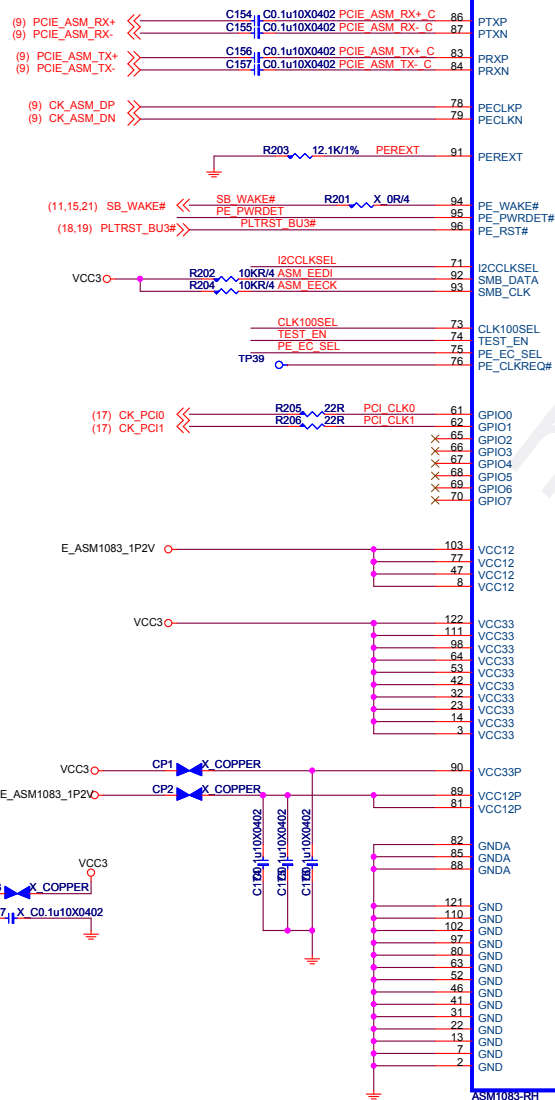 (9) PCIE_ASM_RX+ C154 C0.1u10X0402 PCIE_ASM_RX+_C 86 PTXP
(9) PCIE_ASM_RX- C155 C0.1u10X0402 PCIE_ASM_RX-_C 87 PTXN
(9) PCIE_ASM_TX+ C156 C0.1u10X0402 PCIE_ASM_TX+_C 83 PRXP
(9) PCIE_ASM_TX- C157 C0.1u10X0402 PCIE_ASM_TX-_C 84 PRXN
(9) CK_ASM_DP 78 PECLKP
(9) CK_ASM_DN 79 PECLKN
R203 12.1K/1% PEREXT 91 PEREXT
(11,15,21) SB_WAKE# SB_WAKE# R201 X_0R/4 94 PE_WAKE#
PE_PWRDET 95 PE_PWRDET#
(18,19) PLTRST_BU3# PLTRST_BU3# 96 PE_RST#
I2CCLKSEL 71 I2CCLKSEL
VCC3 R202 10KR/4 ASM_EEDI 92 SMB_DATA
R204 10KR/4 ASM_EECK 93 SMB_CLK
CLK100SEL 73 CLK100SEL
TEST_EN 74 TEST_EN
PE_EC_SEL 75 PE_EC_SEL
TP39 76 PE_CLKREQ#
(17) CK_PCI0 R205 22R PCI_CLK0 61 GPIO0
(17) CK_PCI1 R206 22R PCI_CLK1 62 GPIO1
65 GPIO2
66 GPIO3
67 GPIO4
68 GPIO5
69 GPIO6
70 GPIO7
E_ASM1083_1P2V 103 VCC12
77 VCC12
47 VCC12
8 VCC12
VCC3 122 VCC33
111 VCC33
98 VCC33
64 VCC33
53 VCC33
42 VCC33
32 VCC33
23 VCC33
14 VCC33
3 VCC33
VCC3 CP1 X_COPPER 90 VCC33P
E_ASM1083_1P2V CP2 X_COPPER 89 VCC12P
81 VCC12P
C0.1u10X0402
C0.1u10X0402
C0.1u10X0402
82 GNDA
85 GNDA
88 GNDA
VCC3
X_COPPER
7 X_C0.1u10X0402
121 GND
110 GND
102 GND
97 GND
80 GND
63 GND
52 GND
46 GND
41 GND
31 GND
22 GND
13 GND
7 GND
2 GND
ASM1083-RH